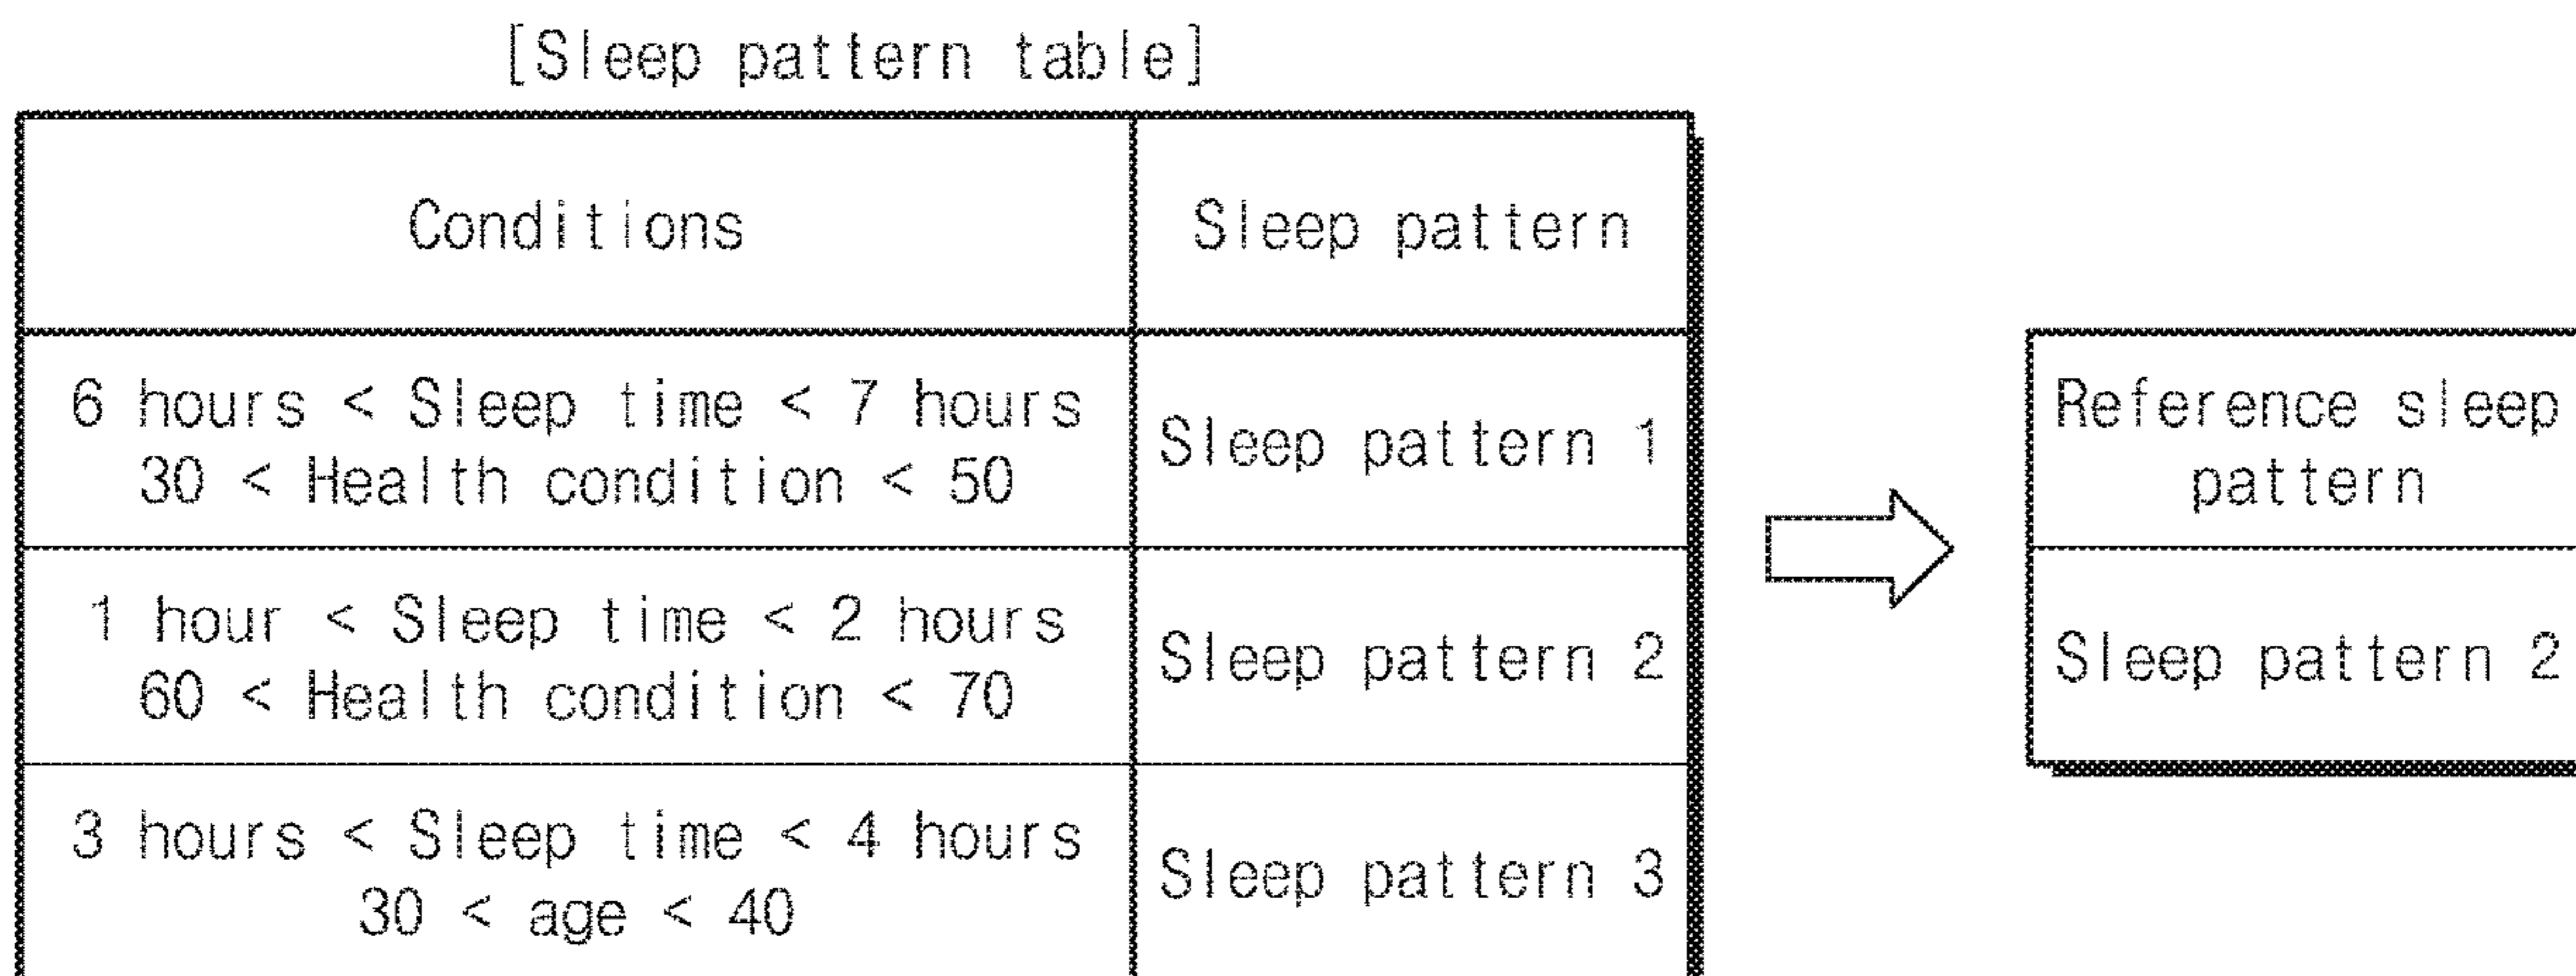 [Sleep pattern table]
Conditions
Sleep pattern
6 hours < Sleep time < 7 hours
30 < Health condition < 50
Sleep pattern 1
1 hour < Sleep time < 2 hours
60 < Health condition < 70
Sleep pattern 2
3 hours < Sleep time < 4 hours
30 < age < 40
Sleep pattern 3
Reference sleep
pattern
Sleep pattern 2